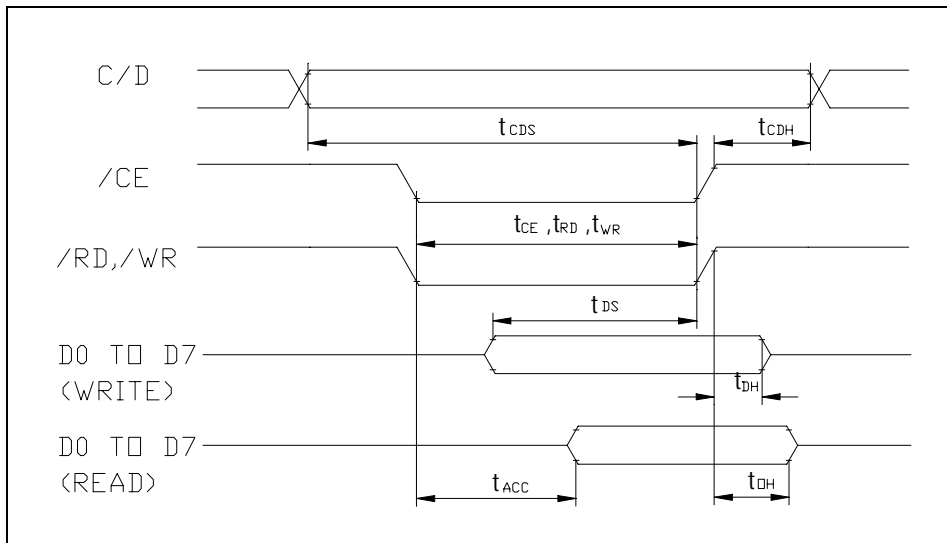 C/D
tCDS
tCDH
/CE
tCE ,tRD ,tWR
/RD,/WR
tDS
D0 TO D7
(WRITE)
tDH
D0 TO D7
(READ)
tACC
tOH